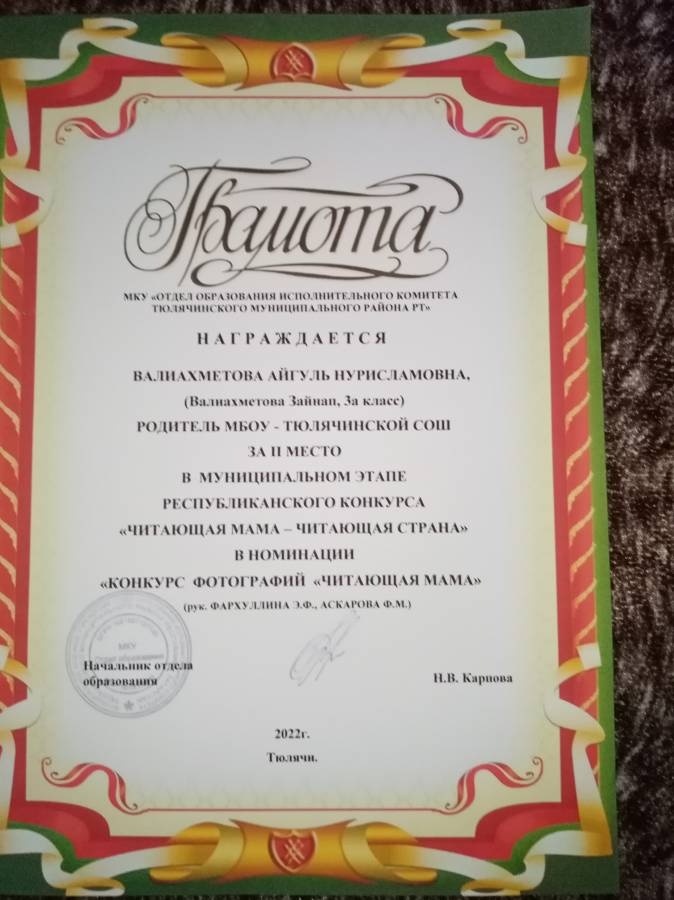 Грамота
МКУ «ОТДЕЛ ОБРАЗОВАНИЯ ИСПОЛНИТЕЛЬНОГО КОМИТЕТА
ТЮЛЯЧИНСКОГО МУНИЦИПАЛЬНОГО РАЙОНА РТ»
НАГРАЖДАЕТСЯ
ВАЛИАХМЕТОВА АЙГУЛЬ НУРИСЛАМОВНА,
(Валиахметова Зайнап, 3а класс)
РОДИТЕЛЬ МБОУ - ТЮЛЯЧИНСКОЙ СОШ
ЗА II МЕСТО
В МУНИЦИПАЛЬНОМ ЭТАПЕ
РЕСПУБЛИКАНСКОГО КОНКУРСА
«ЧИТАЮЩАЯ МАМА – ЧИТАЮЩАЯ СТРАНА»
В НОМИНАЦИИ
«КОНКУРС ФОТОГРАФИЙ «ЧИТАЮЩАЯ МАМА»
(рук. ФАРХУЛЛИНА Э.Ф., АСКАРОВА Ф.М.)
МКУ
Начальник отдела
образования
Н.В. Карпова
2022г.
Тюлячи.